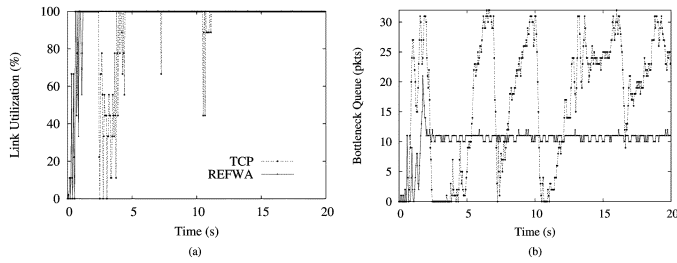 100
80
60
40
20
0
Link Utilization (%)
TCP
REFWA
0 5 10 15 20
Time (s)
(a)
30
25
20
15
10
5
0
Bottleneck Queue (pkts)
0 5 10 15 20
Time (s)
(b)